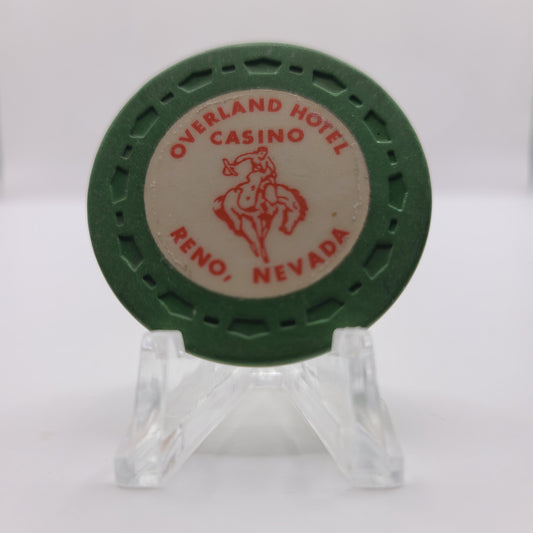 OVERLAND HOTEL
CASINO
RENO, NEVADA